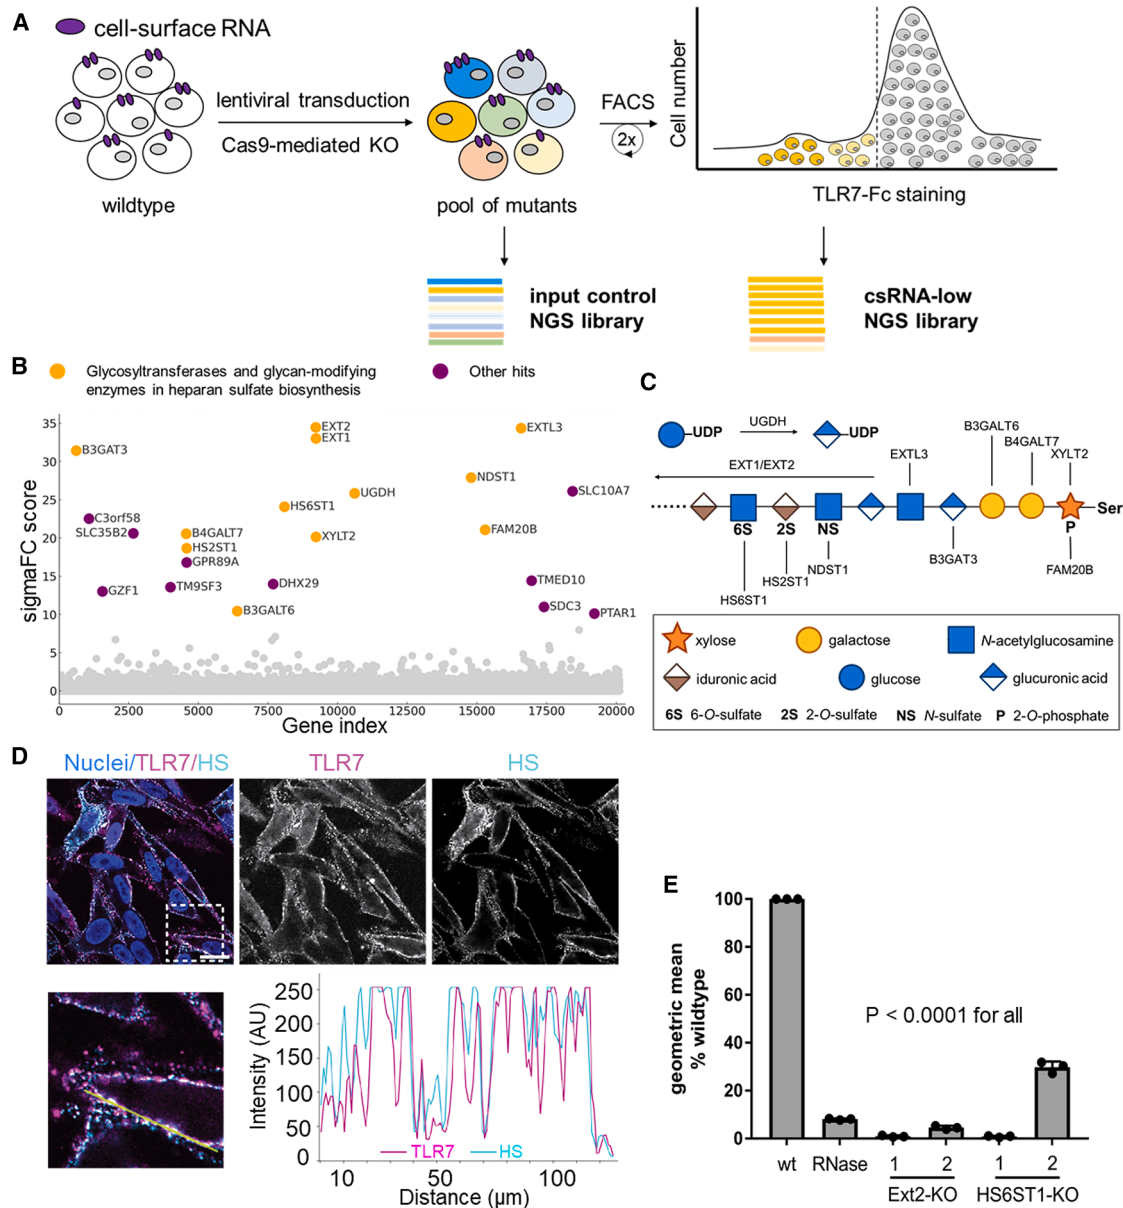 A
cell-surface RNA
lentiviral transduction
Cas9-mediated KO
FACS
2x
Cell number
wildtype
pool of mutants
TLR7-Fc staining
input control
NGS library
csRNA-low
NGS library
B
Glycosyltransferases and glycan-modifying
enzymes in heparan sulfate biosynthesis
Other hits
sigmaFC score
35
30
25
20
15
10
5
0
EXT2
EXT1
EXTL3
B3GAT3
NDST1
UGDH
SLC10A7
HS6ST1
C3orf58
SLC35B2
B4GALT7
XYLT2
FAM20B
HS2ST1
GPR89A
TM9SF3
DHX29
TMED10
GZF1
B3GALT6
SDC3
PTAR1
0
2500
5000
7500
10000
12500
15000
17500
20000
Gene index
C
UDP
UGDH
UDP
B3GALT6
B4GALT7
XYLT2
EXTL3
EXT1/EXT2
Ser
6S
2S
NS
P
HS6ST1
HS2ST1
NDST1
B3GAT3
FAM20B
xylose
galactose
N-acetylglucosamine
iduronic acid
glucose
glucuronic acid
6S 6-O-sulfate
2S 2-O-sulfate
NS N-sulfate
P 2-O-phosphate
D
Nuclei/TLR7/HS
TLR7
HS
Intensity (AU)
250
200
150
100
50
0
TLR7
HS
10
50
100
Distance (µm)
E
geometric mean
% wildtype
100
80
60
40
20
0
P < 0.0001 for all
wt
RNase
1
2
1
2
Ext2-KO
HS6ST1-KO